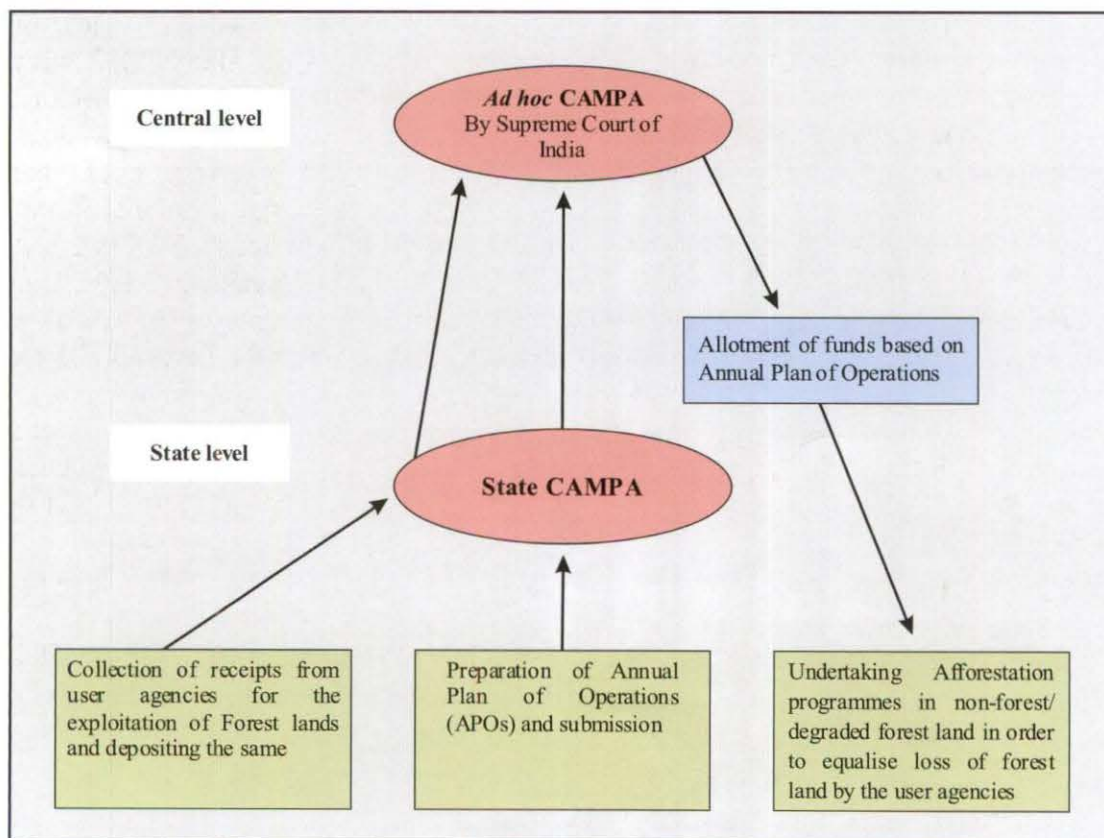 Central level
Ad hoc CAMPA
By Supreme Court of
India
Allotment of funds based on
Annual Plan of Operations
State level
State CAMPA
Collection of receipts from
user agencies for the
exploitation of Forest lands
and depositing the same
Preparation of Annual
Plan of Operations
(APOs) and submission
Undertaking Afforestation
programmes in non-forest/
degraded forest land in order
to equalise loss of forest
land by the user agencies